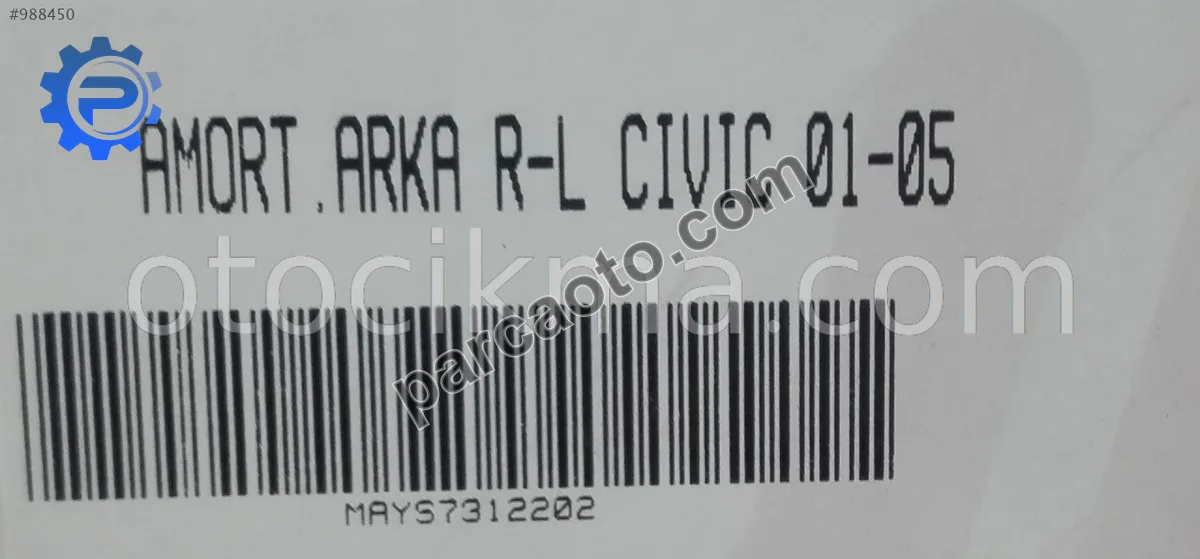 #988450
P
AMORT.ARKA R-L CIVIC 01-05
parcaoto.com
otocikma.com
MAYS7312202